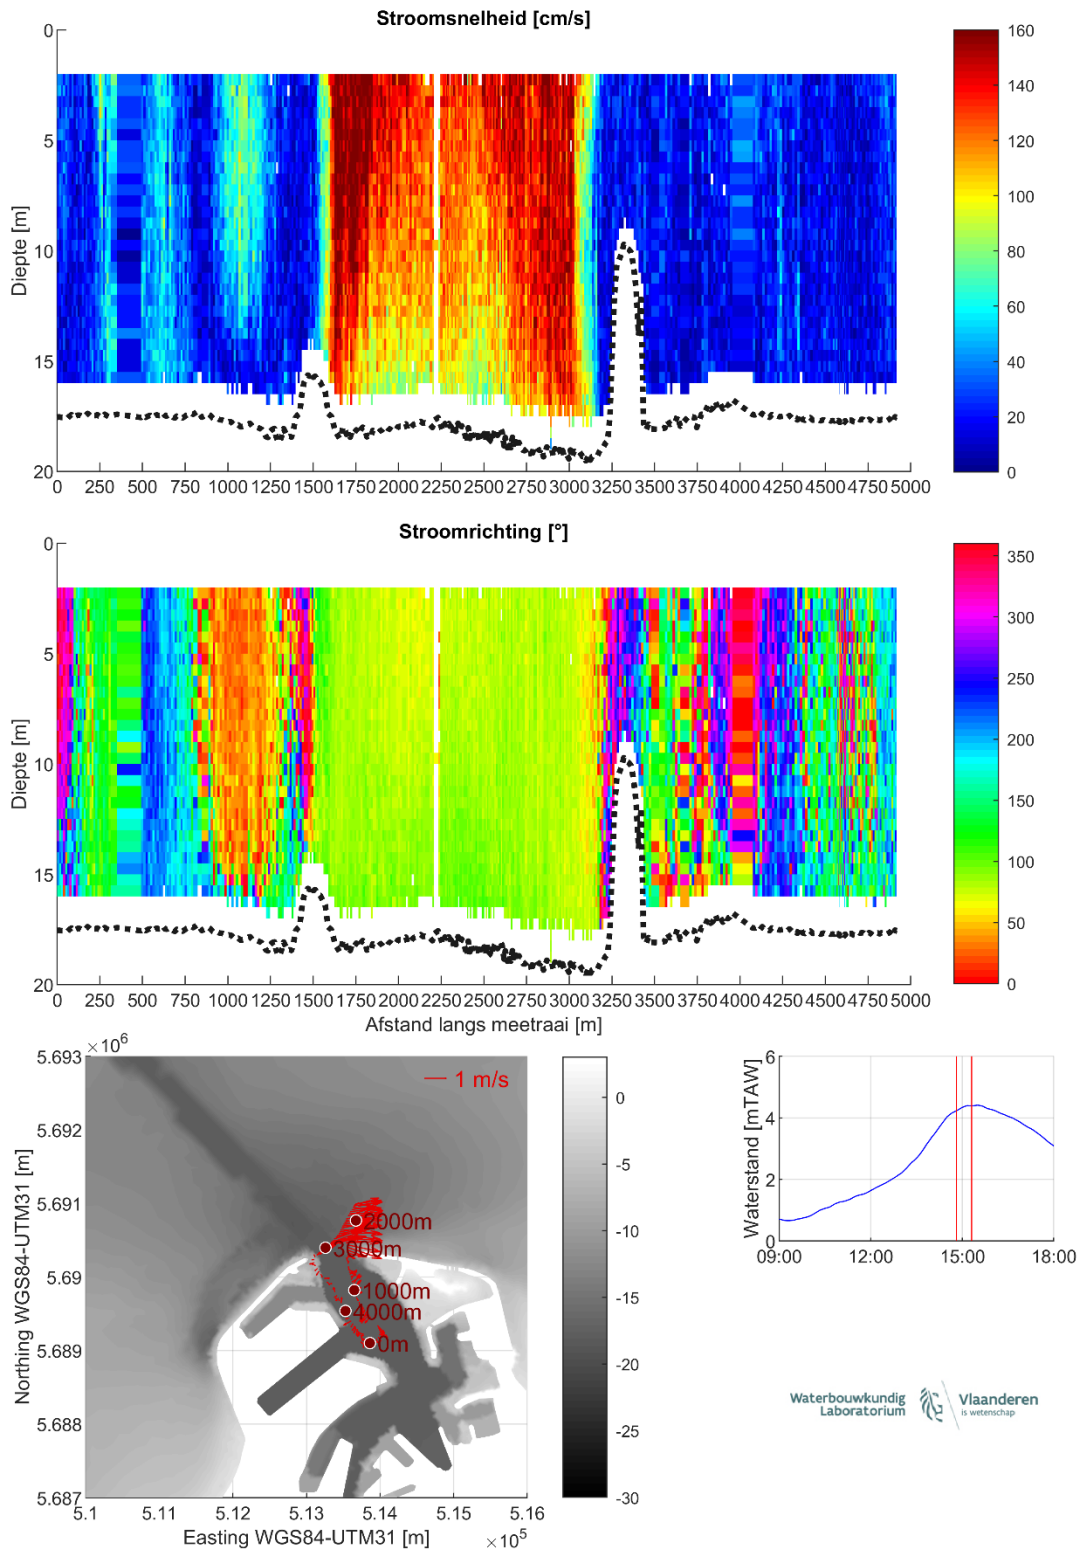 Stroomsnelheid [cm/s]
Diepte [m]
0
5
10
15
20
0 250 500 750 1000 1250 1500 1750 2000 2250 2500 2750 3000 3250 3500 3750 4000 4250 4500 4750 5000
160
140
120
100
80
60
40
20
0
Stroomrichting [°]
Diepte [m]
0
5
10
15
20
0 250 500 750 1000 1250 1500 1750 2000 2250 2500 2750 3000 3250 3500 3750 4000 4250 4500 4750 5000
Afstand langs meetraai [m]
350
300
250
200
150
100
50
0
×10⁶
Northing WGS84-UTM31 [m]
5.693
5.692
5.691
5.69
5.689
5.688
5.687
1 m/s
2000m
3000m
1000m
4000m
0m
5.1 5.11 5.12 5.13 5.14 5.15 5.16
Easting WGS84-UTM31 [m]
×10⁵
0
-5
-10
-15
-20
-25
-30
Waterstand [mTAW]
6
4
2
0
09:00 12:00 15:00 18:00
Waterbouwkundig
Laboratorium
Vlaanderen
is wetenschap